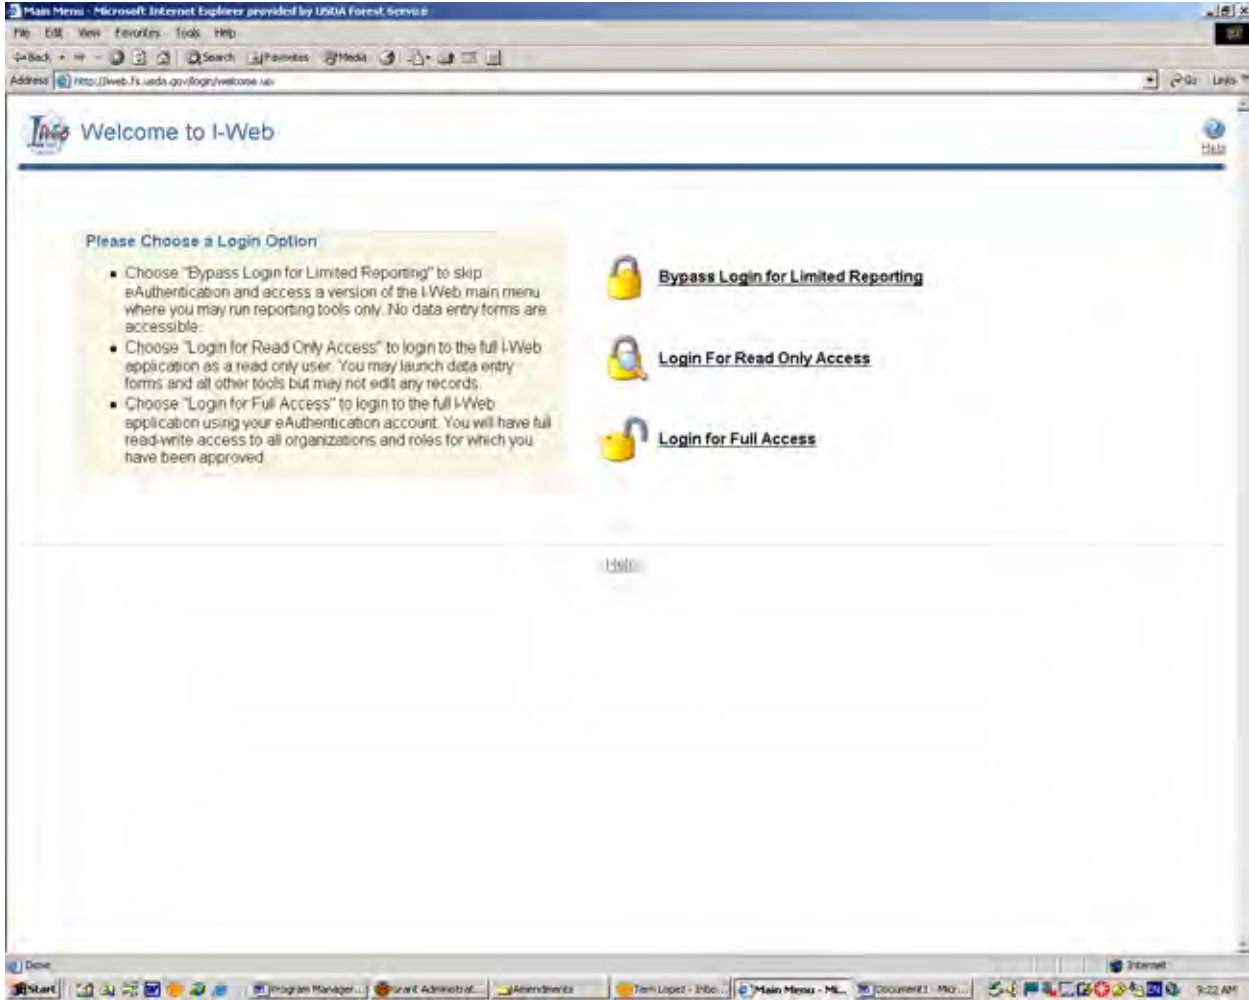 Main Menu - Microsoft Internet Explorer provided by USDA Forest Service
File Edit View Favorites Tools Help
Back Search Favorites Media
Address http://iweb.fs.usda.gov/login/welcome Go Links
Welcome to I-Web
Help
Please Choose a Login Option
Choose "Bypass Login for Limited Reporting" to skip
eAuthentication and access a version of the I-Web main menu
where you may run reporting tools only. No data entry forms are
accessible.
Choose "Login for Read Only Access" to login to the full I-Web
application as a read only user. You may launch data entry
forms and all other tools but may not edit any records.
Choose "Login for Full Access" to login to the full I-Web
application using your eAuthentication account. You will have full
read-write access to all organizations and roles for which you
have been approved
Bypass Login for Limited Reporting
Login For Read Only Access
Login for Full Access
Help
Done Internet
Start Program Manager... Grant Administrat... Amendments Terri Lopez - Inbo... Main Menu - Mi... Document1 - Micr... 9:22 AM